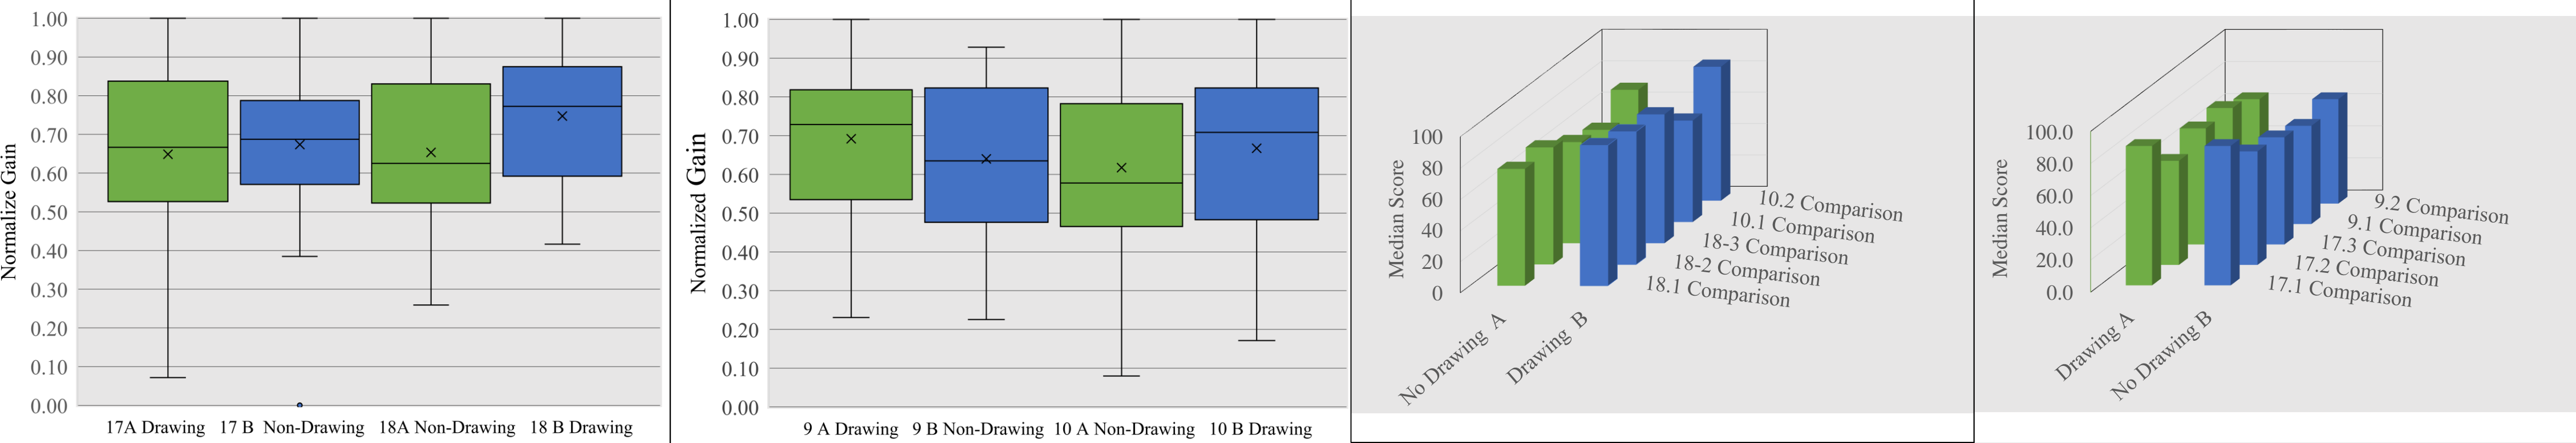 Normalize Gain
1.00
0.90
0.80
0.70
0.60
0.50
0.40
0.30
0.20
0.10
0.00
17A Drawing 17 B Non-Drawing 18A Non-Drawing 18 B Drawing
Normalized Gain
1.00
0.90
0.80
0.70
0.60
0.50
0.40
0.30
0.20
0.10
0.00
9 A Drawing 9 B Non-Drawing 10 A Non-Drawing 10 B Drawing
Median Score
100
80
60
40
20
0
10.2 Comparison
10.1 Comparison
18-3 Comparison
18-2 Comparison
18.1 Comparison
No Drawing A
Drawing B
Median Score
100.0
80.0
60.0
40.0
20.0
0.0
9.2 Comparison
9.1 Comparison
17.3 Comparison
17.2 Comparison
17.1 Comparison
Drawing A
No Drawing B